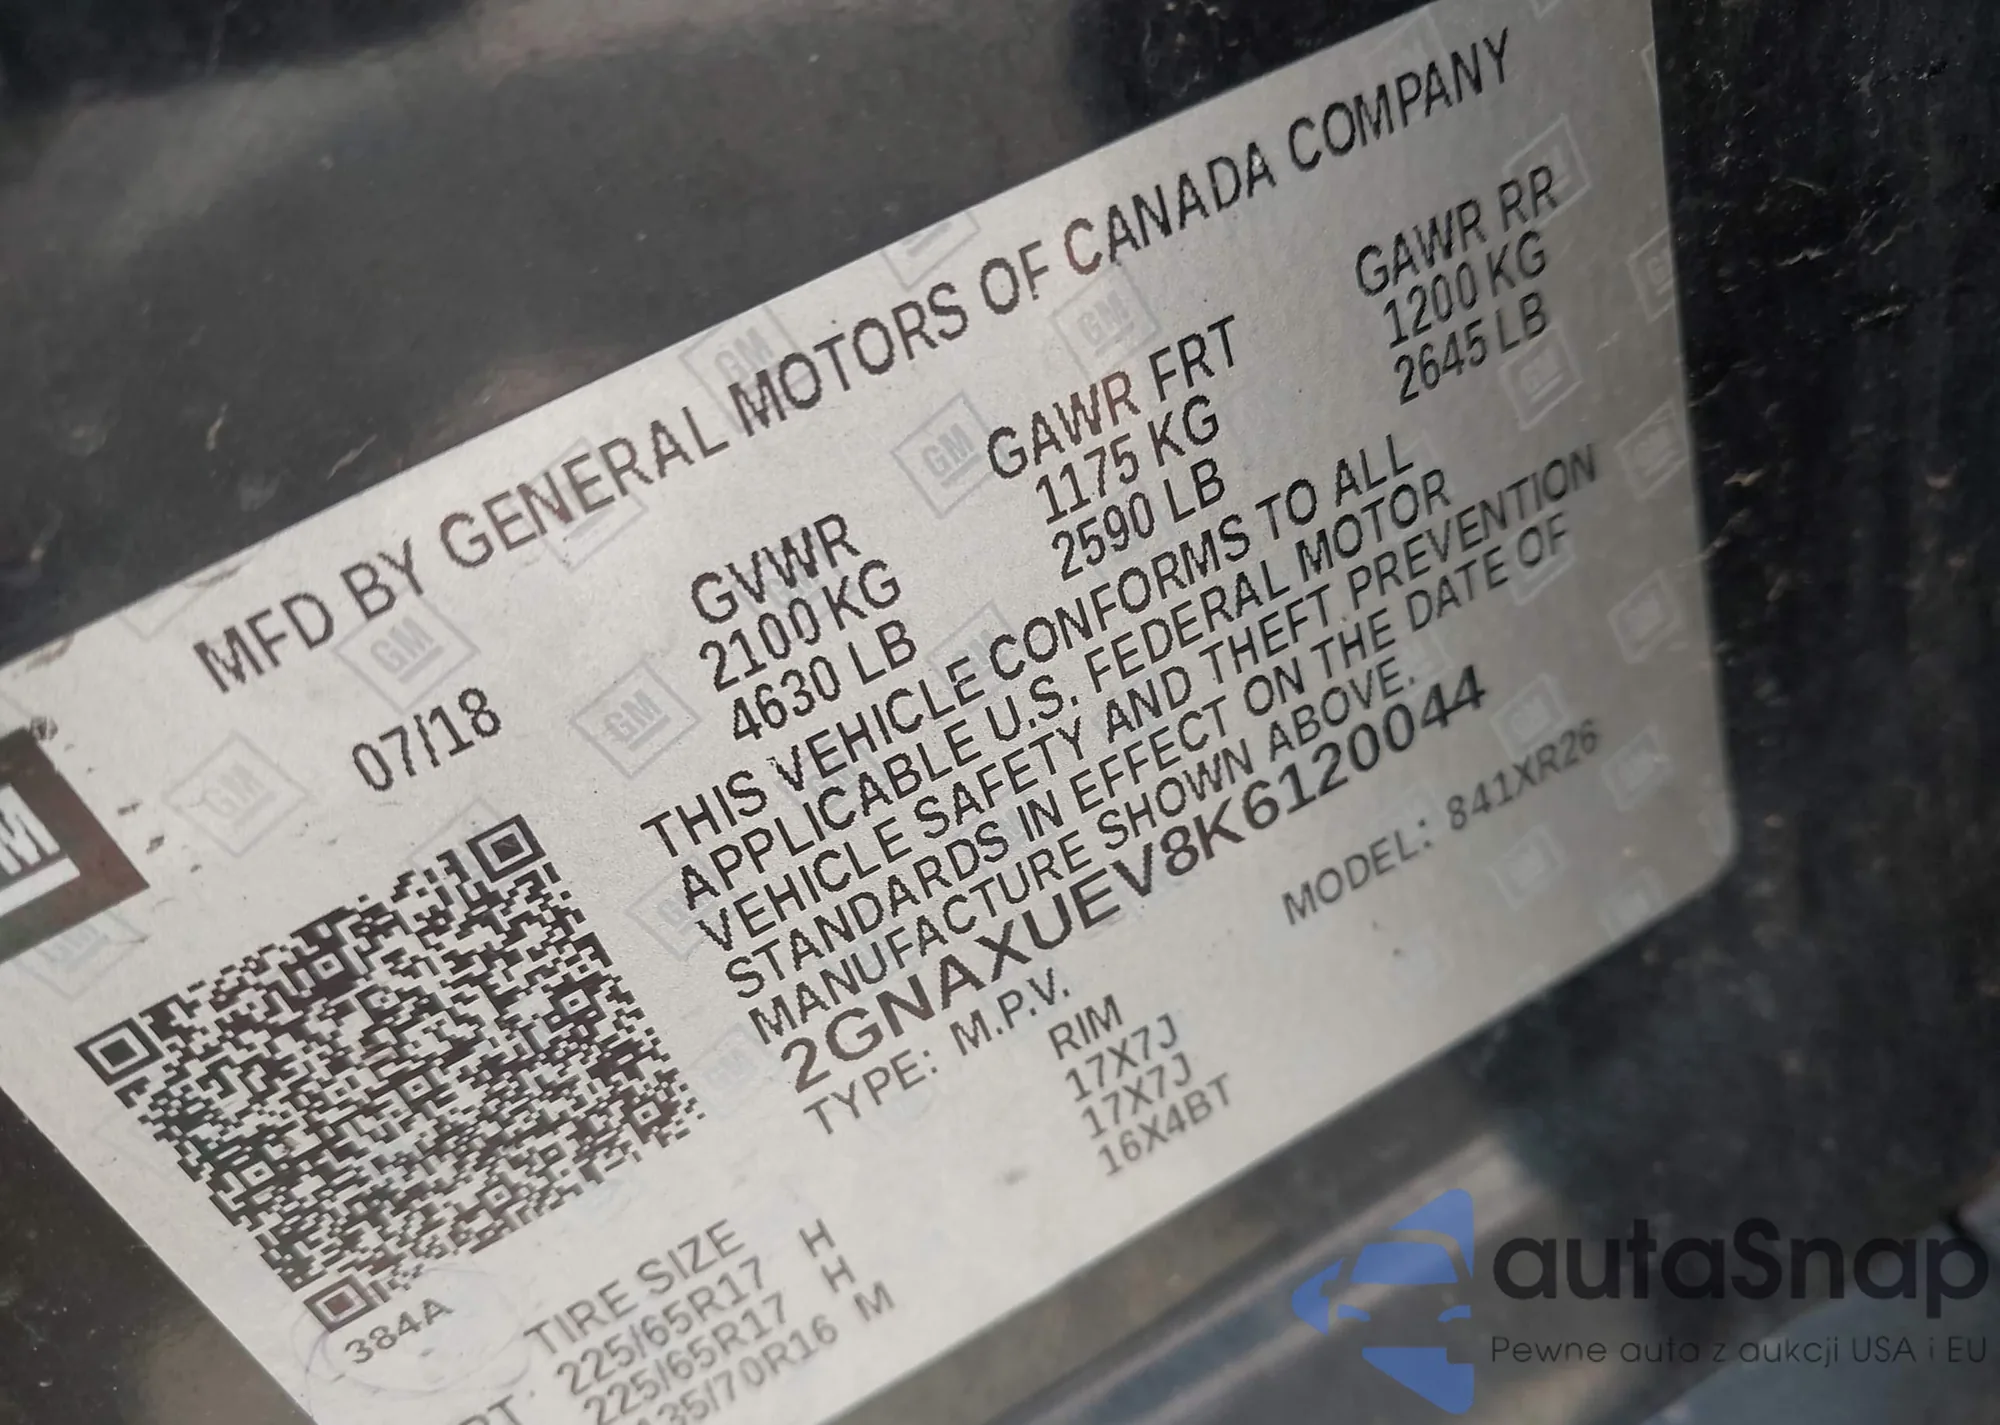 MFD BY GENERAL MOTORS OF CANADA COMPANY
07/18
GVWR
2100 KG
4630 LB
GAWR FRT
1175 KG
2590 LB
GAWR RR
1200 KG
2645 LB
THIS VEHICLE CONFORMS TO ALL
APPLICABLE U.S. FEDERAL MOTOR
VEHICLE SAFETY AND THEFT PREVENTION
STANDARDS IN EFFECT ON THE DATE OF
MANUFACTURE SHOWN ABOVE.
2GNAXUEV8K6120044
TYPE: M.P.V.
MODEL: 841XR26
384A
TIRE SIZE
225/65R17 H
225/65R17 H
135/70R16 M
RIM
17X7J
17X7J
16X4BT
GM
autaSnap
Pewne auta z aukcji USA i EU